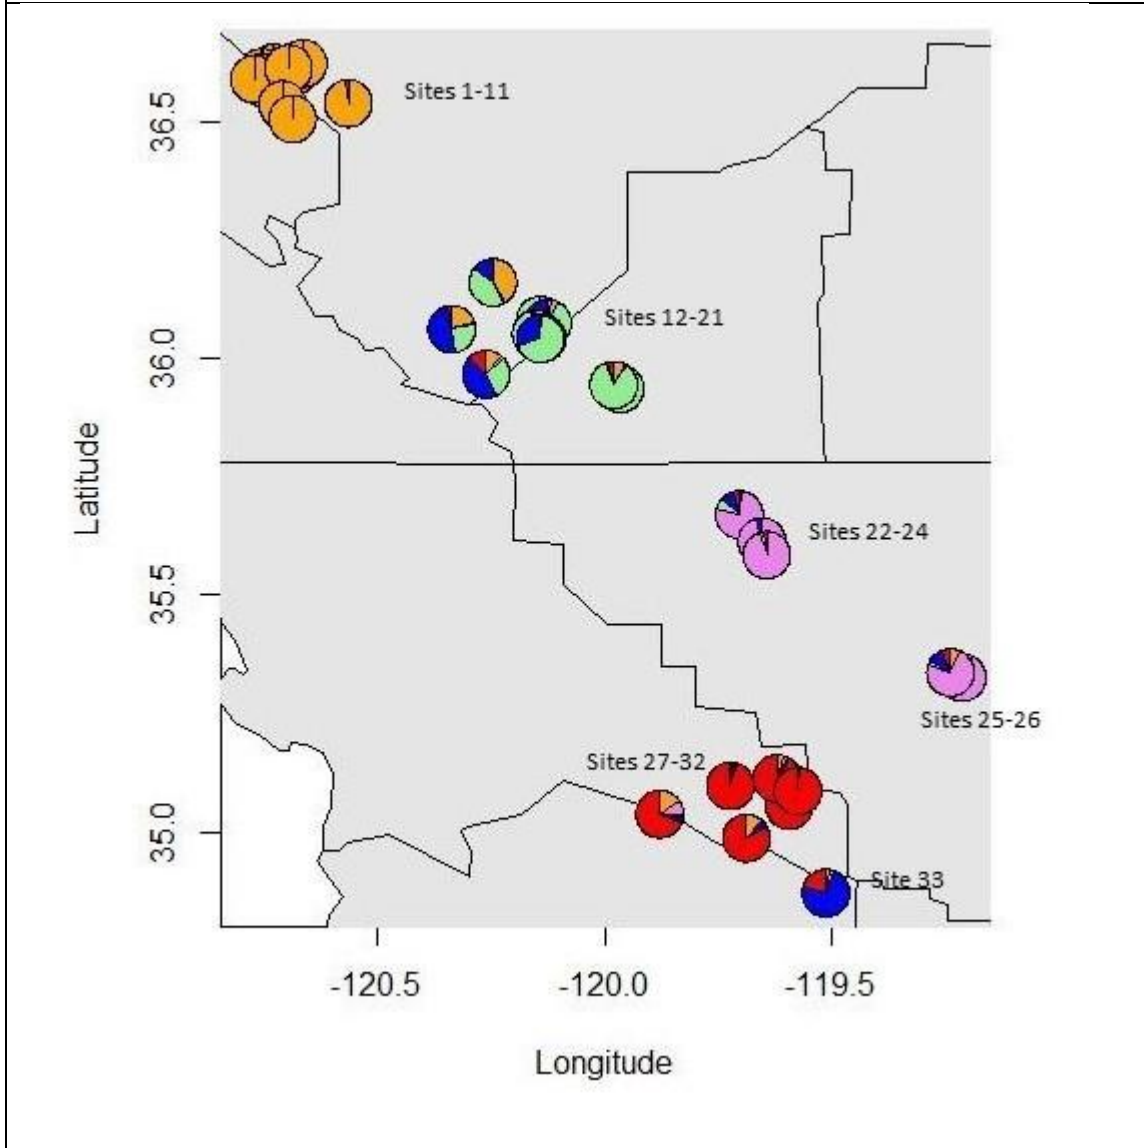 36.5
36.0
35.5
35.0
Latitude
Sites 1-11
Sites 12-21
Sites 22-24
Sites 25-26
Sites 27-32
Site 33
-120.5
-120.0
-119.5
Longitude